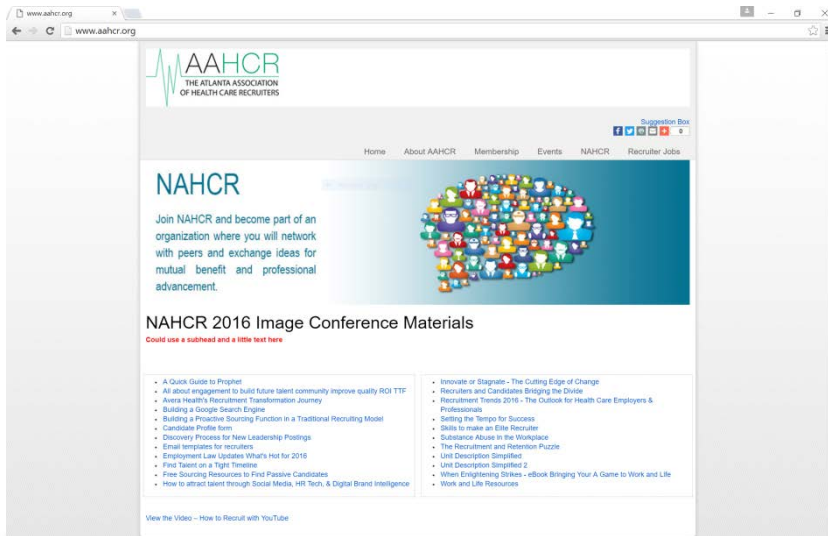 www.aahcr.org
www.aahcr.org
AAHCR
THE ATLANTA ASSOCIATION
OF HEALTH CARE RECRUITERS
Suggestion Box
0
Home About AAHCR Membership Events NAHCR Recruiter Jobs
NAHCR
Join NAHCR and become part of an
organization where you will network
with peers and exchange ideas for
mutual benefit and professional
advancement.
NAHCR 2016 Image Conference Materials
Could use a subhead and a little text here
A Quick Guide to Prophet
All about engagement to build future talent community improve quality ROI TTF
Avera Health's Recruitment Transformation Journey
Building a Google Search Engine
Building a Proactive Sourcing Function in a Traditional Recruiting Model
Candidate Profile form
Discovery Process for New Leadership Postings
Email templates for recruiters
Employment Law Updates What's Hot for 2016
Find Talent on a Tight Timeline
Free Sourcing Resources to Find Passive Candidates
How to attract talent through Social Media, HR Tech, & Digital Brand Intelligence
Innovate or Stagnate - The Cutting Edge of Change
Recruiters and Candidates Bridging the Divide
Recruitment Trends 2016 - The Outlook for Health Care Employers &
Professionals
Setting the Tempo for Success
Skills to make an Elite Recruiter
Substance Abuse in the Workplace
The Recruitment and Retention Puzzle
Unit Description Simplified
Unit Description Simplified 2
When Enlightening Strikes - eBook Bringing Your A Game to Work and Life
Work and Life Resources
View the Video – How to Recruit with YouTube